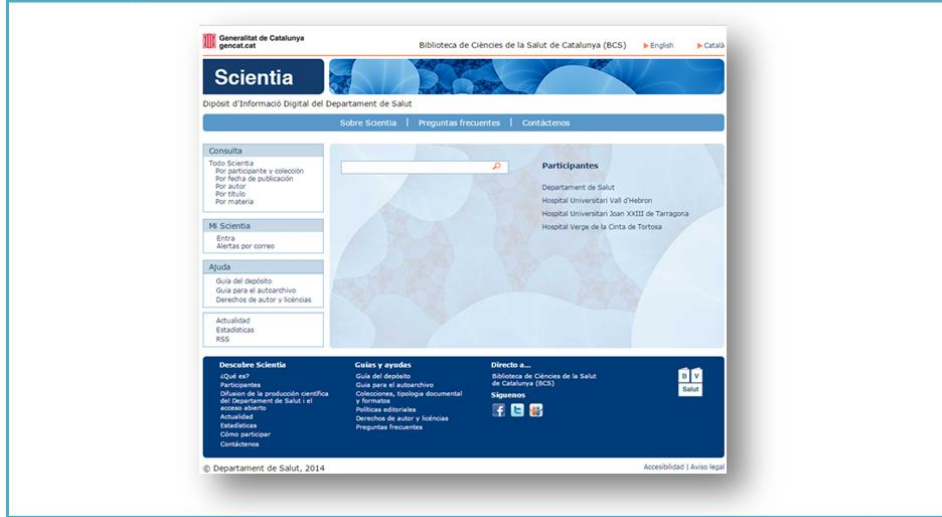 Generalitat de Catalunya
gencat.cat
Biblioteca de Ciències de la Salut de Catalunya (BCS)
English
Català
Scientia
Dipòsit d'Informació Digital del Departament de Salut
Sobre Scientia | Preguntas frecuentes | Contáctenos
Consulta
Todo Scientia
Por participante y colección
Por fecha de publicación
Por autor
Por título
Por materia
Mi Scientia
Entra
Alertas por correo
Ajuda
Guía del depósito
Guía para el autoarchivo
Derechos de autor y licéncias
Actualidad
Estadísticas
RSS
Participantes
Departament de Salut
Hospital Universitari Vall d'Hebron
Hospital Universitari Joan XXIII de Tarragona
Hospital Verge de la Cinta de Tortosa
Descubre Scientia
¿Qué es?
Participantes
Difusion de la producción científica
del Departament de Salut i el
acceso abierto
Actualidad
Estadísticas
Cómo participar
Contáctenos
Guías y ayudas
Guía del depósito
Guia para el autoarchivo
Colecciones, tipologia documental
y formatos
Políticas editoriales
Derechos de autor y licéncias
Preguntas frecuentes
Directo a...
Biblioteca de Ciències de la Salut
de Catalunya (BCS)
Síguenos
B V
Salut
© Departament de Salut, 2014
Accesibilidad | Aviso legal